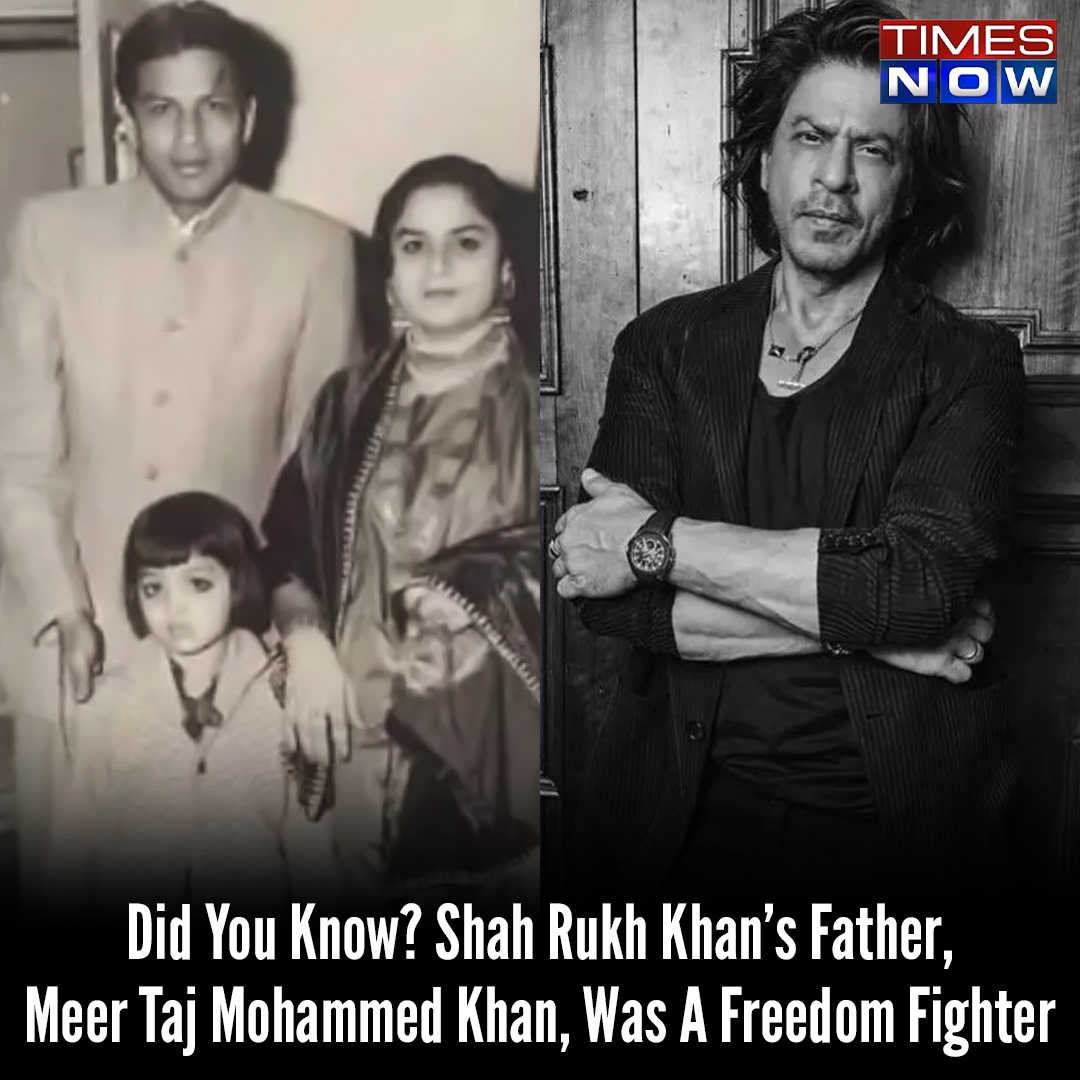 TIMES
NOW
Did You Know? Shah Rukh Khan’s Father,
Meer Taj Mohammed Khan, Was A Freedom Fighter